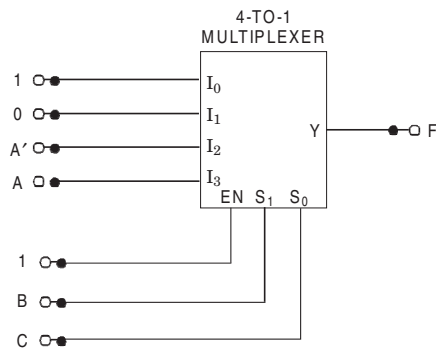 4-TO-1
MULTIPLEXER
1 I₀
0 I₁
A′ I₂
A I₃
Y F
EN S₁ S₀
1
B
C